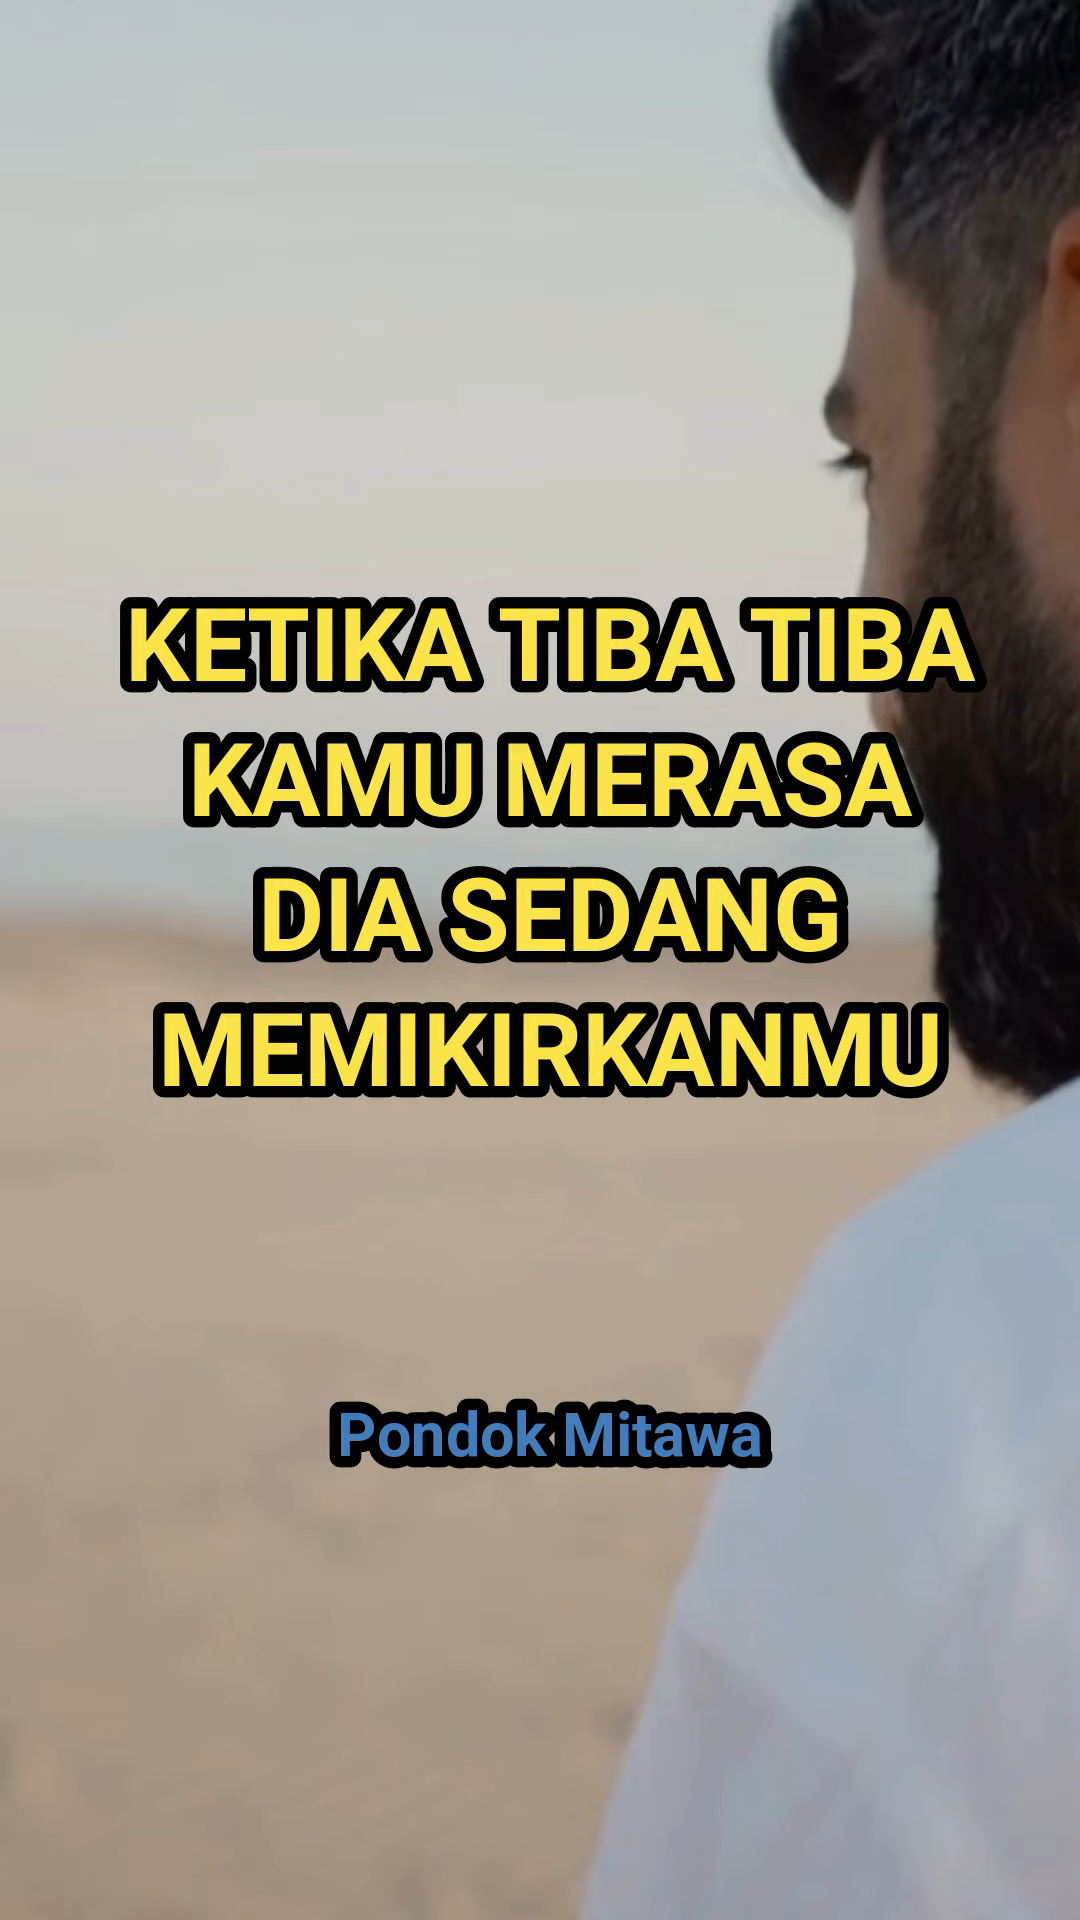 KETIKA TIBA TIBA
KAMU MERASA
DIA SEDANG
MEMIKIRKANMU
Pondok Mitawa